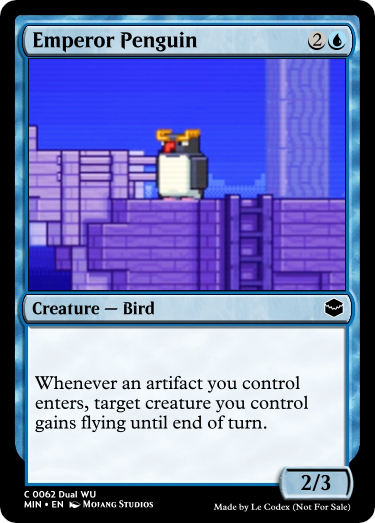 Emperor Penguin 2
Creature — Bird
Whenever an artifact you control
enters, target creature you control
gains flying until end of turn.
2/3
C 0062 Dual WU
MIN • EN Mojang Studios
Made by Le Codex (Not For Sale)